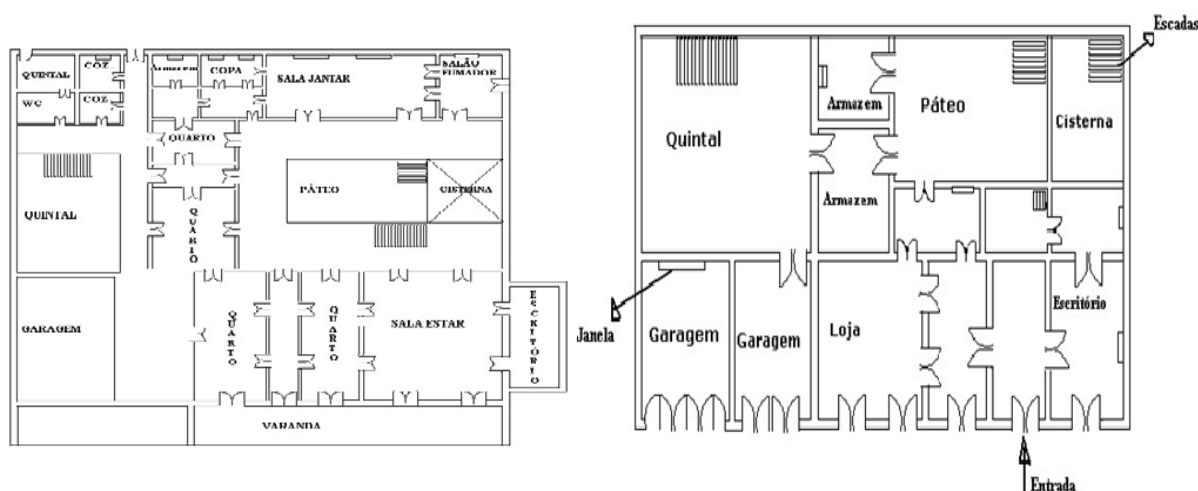 QUINTAL
COZ
Armazem
COPA
SALA JANTAR
SALÃO
FUMADOR
WC
COZ
QUARTO
QUINTAL
QUARTO
PÁTEO
CISTERNA
GARAGEM
QUARTO
QUARTO
SALA ESTAR
ESCRITÓRIO
VARANDA
Escadas
Quintal
Armazem
Páteo
Cisterna
Armazem
Janela
Garagem
Garagem
Loja
Escritório
Entrada